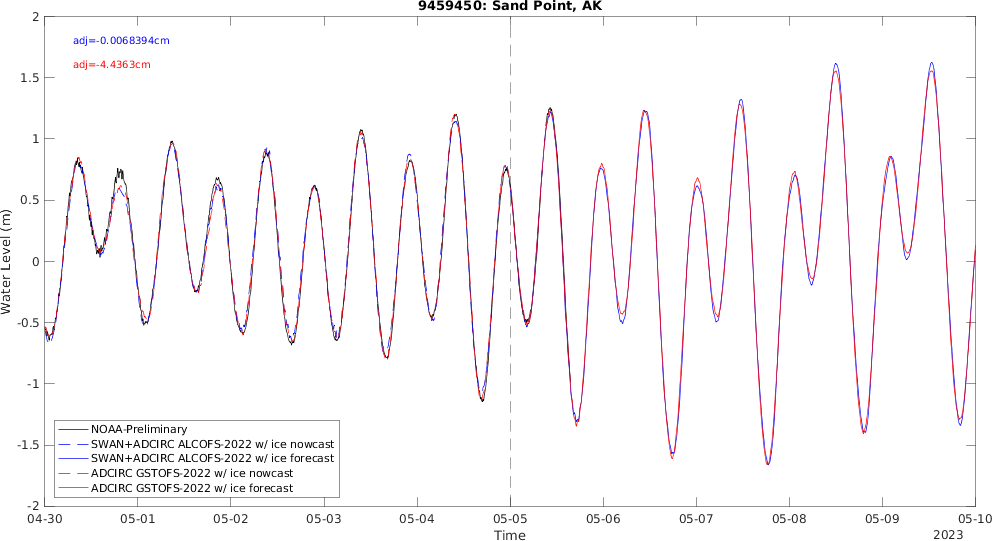 9459450: Sand Point, AK
adj=-0.0068394cm
adj=-4.4363cm
Water Level (m)
2
1.5
1
0.5
0
-0.5
-1
-1.5
-2
NOAA-Preliminary
SWAN+ADCIRC ALCOFS-2022 w/ ice nowcast
SWAN+ADCIRC ALCOFS-2022 w/ ice forecast
ADCIRC GSTOFS-2022 w/ ice nowcast
ADCIRC GSTOFS-2022 w/ ice forecast
04-30 05-01 05-02 05-03 05-04 05-05 05-06 05-07 05-08 05-09 05-10
Time
2023